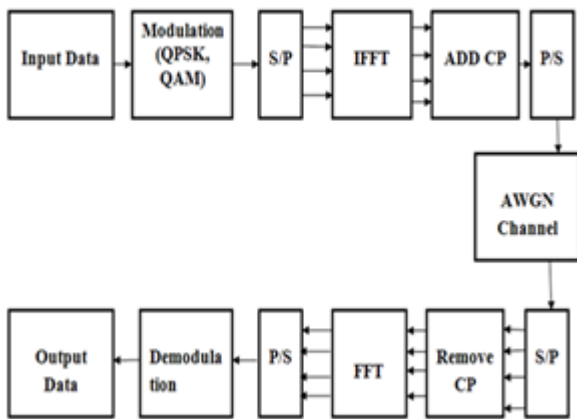 Input Data
Modulation
(QPSK,
QAM)
S/P
IFFT
ADD CP
P/S
AWGN
Channel
S/P
Remove
CP
FFT
P/S
Demodula
tion
Output
Data